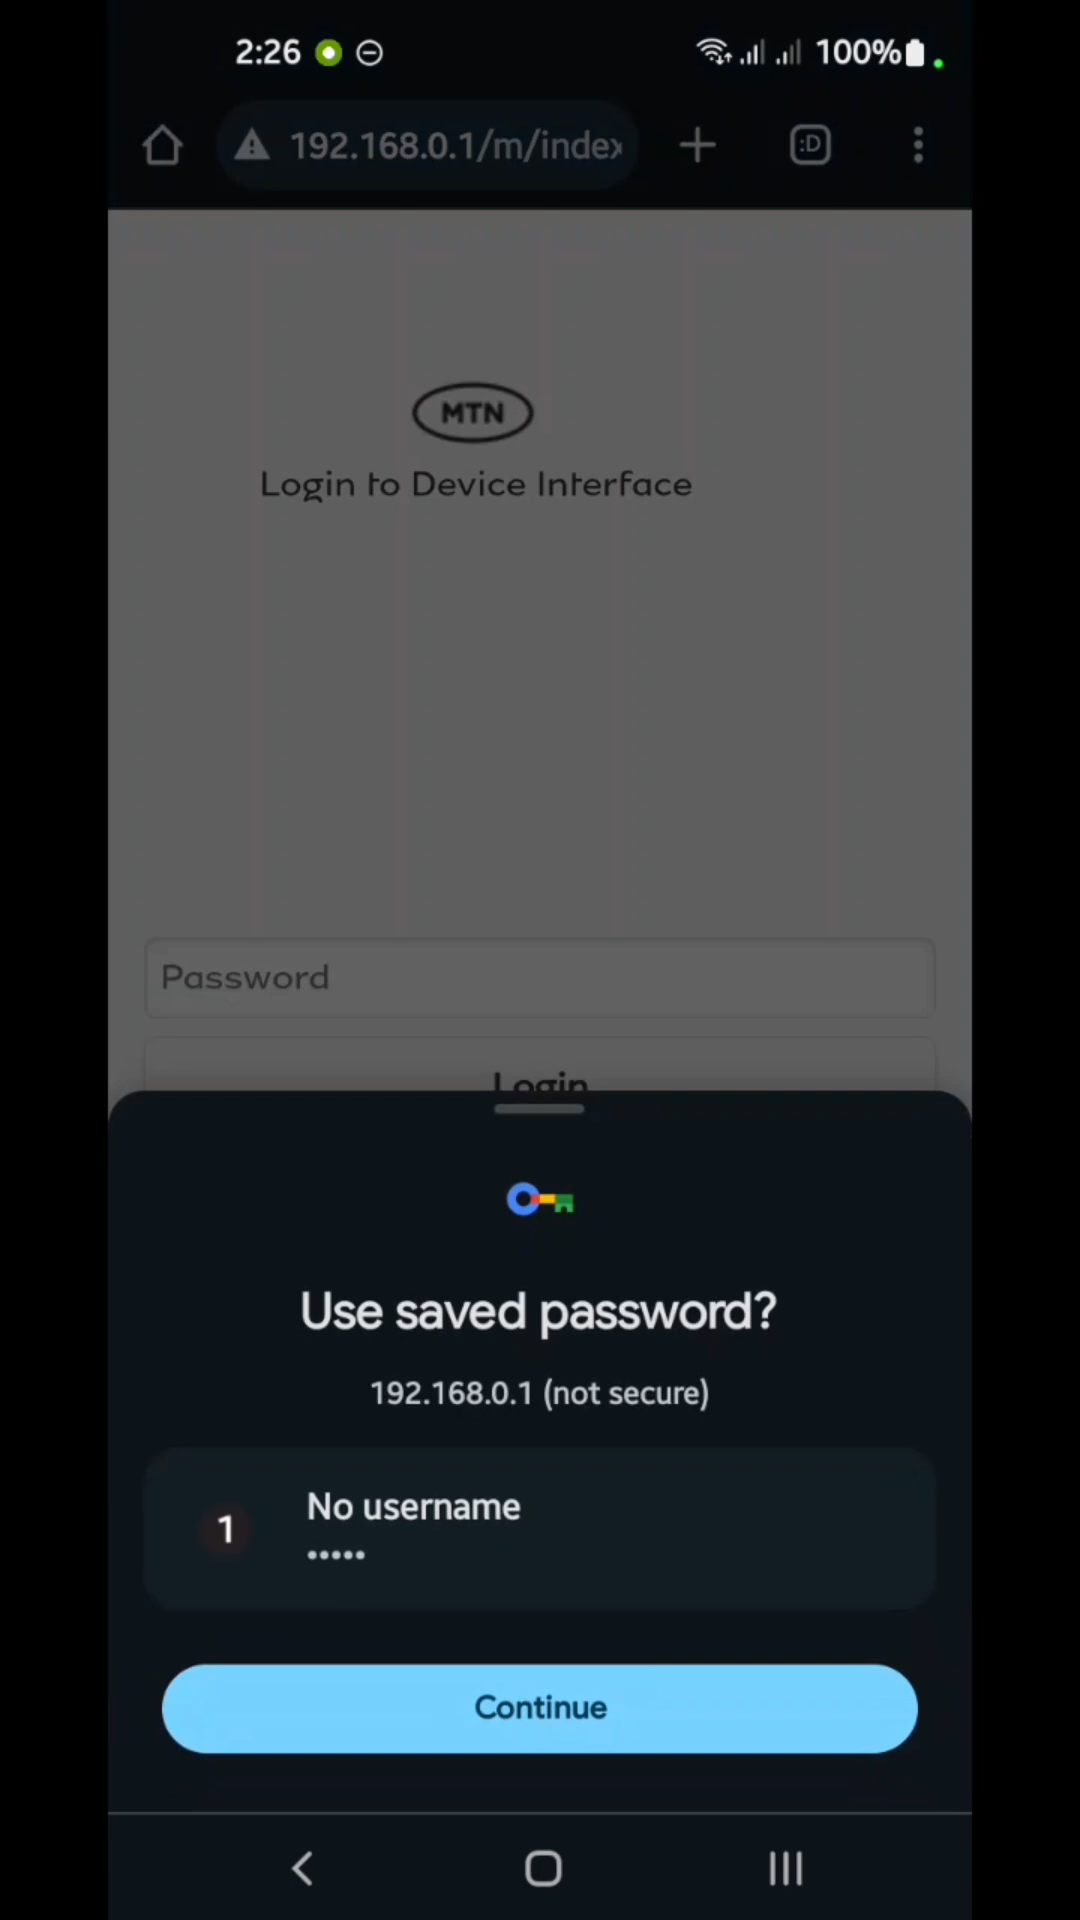 2:26 100%
192.168.0.1/m/index :D
MTN
Login to Device Interface
Password
Login
Use saved password?
192.168.0.1 (not secure)
1 No username
•••••
Continue